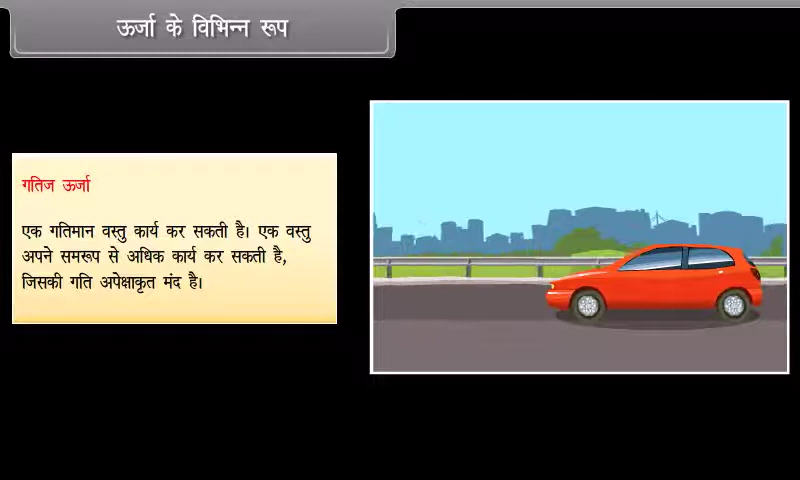 ऊर्जा के विभिन्न रूप
गतिज ऊर्जा
एक गतिमान वस्तु कार्य कर सकती है। एक वस्तु
अपने समरूप से अधिक कार्य कर सकती है,
जिसकी गति अपेक्षाकृत मंद है।